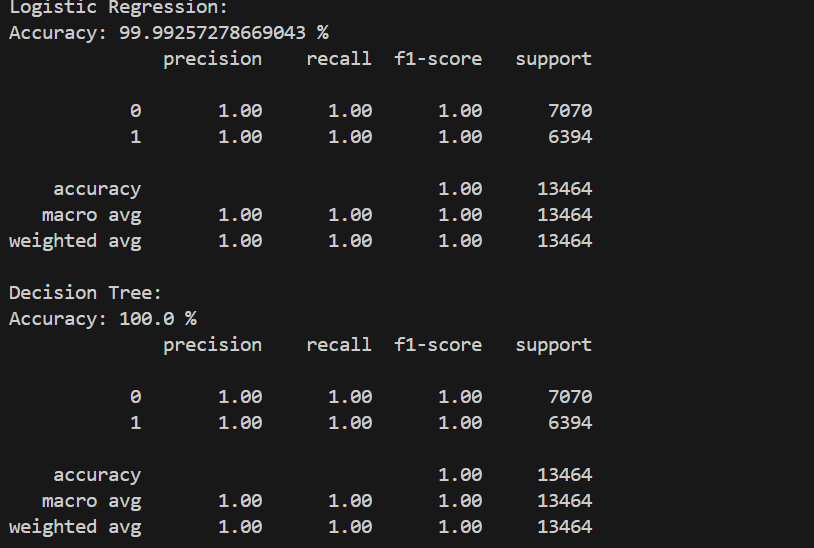 Logistic Regression:
Accuracy: 99.99257278669043 %
precision recall f1-score support
0 1.00 1.00 1.00 7070
1 1.00 1.00 1.00 6394
accuracy 1.00 13464
macro avg 1.00 1.00 1.00 13464
weighted avg 1.00 1.00 1.00 13464
Decision Tree:
Accuracy: 100.0 %
precision recall f1-score support
0 1.00 1.00 1.00 7070
1 1.00 1.00 1.00 6394
accuracy 1.00 13464
macro avg 1.00 1.00 1.00 13464
weighted avg 1.00 1.00 1.00 13464